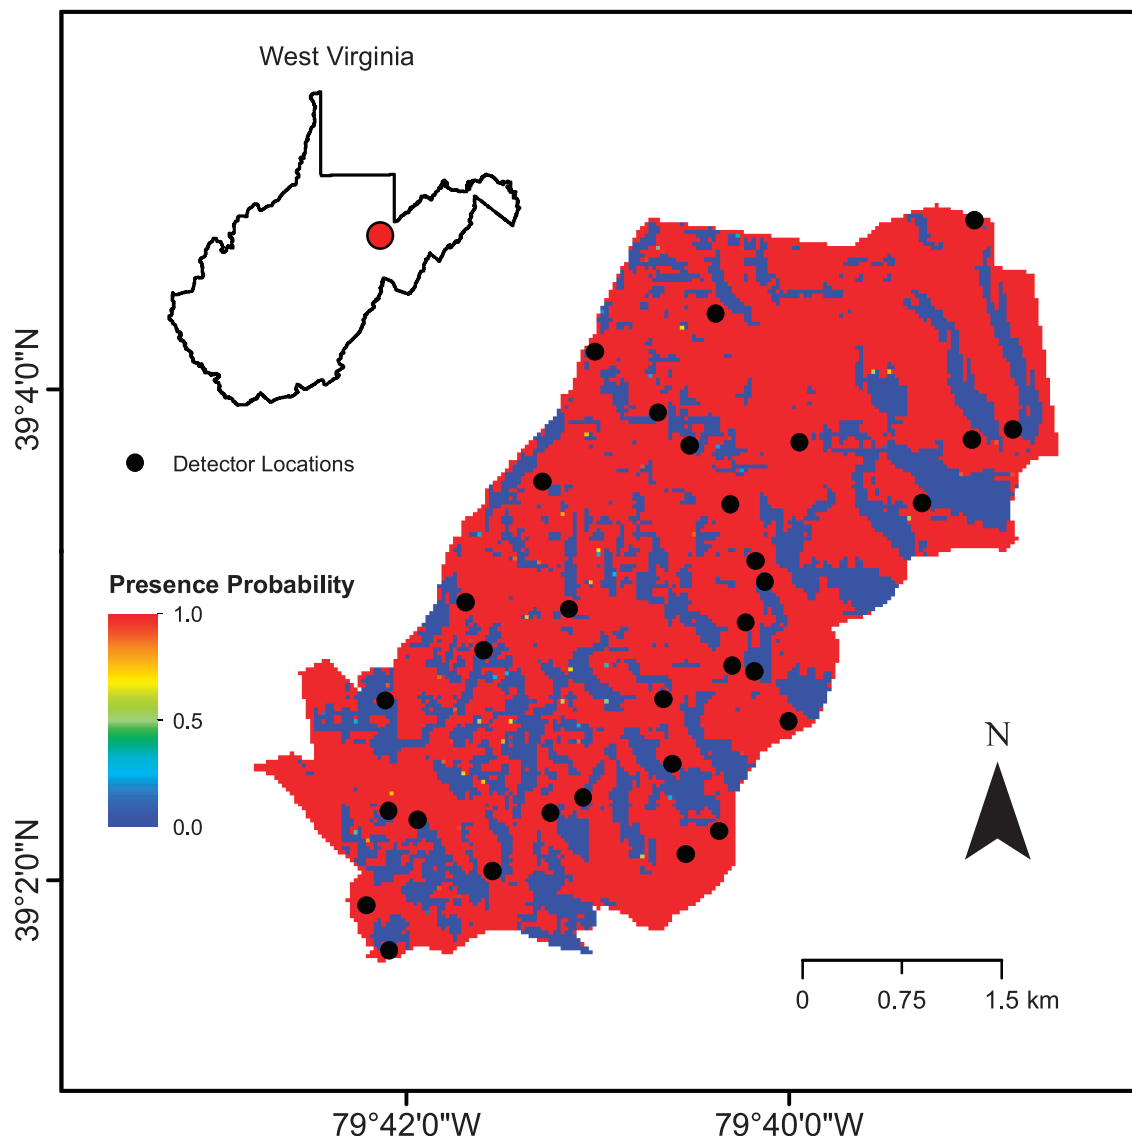 West Virginia
39°4'0"N
Detector Locations
Presence Probability
1.0
0.5
0.0
N
39°2'0"N
0 0.75 1.5 km
79°42'0"W 79°40'0"W